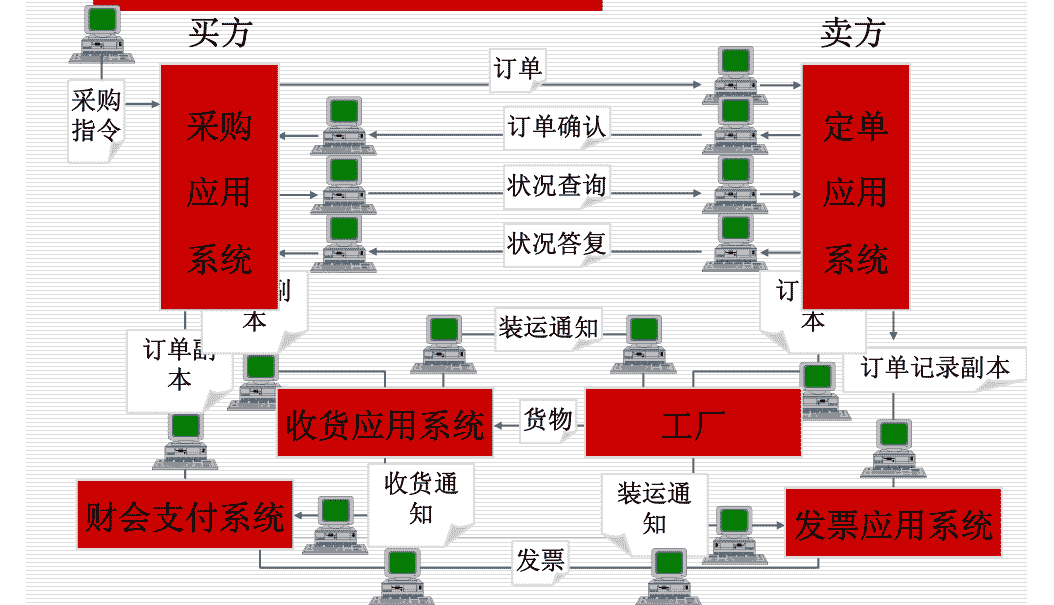 买方
卖方
订单
采购
指令
采购
应用
系统
订单确认
状况查询
状况答复
定单
应用
系统
本
订
本
装运通知
订单副
本
订单记录副本
收货应用系统
货物
工厂
收货通
知
装运通
知
财会支付系统
发票应用系统
发票